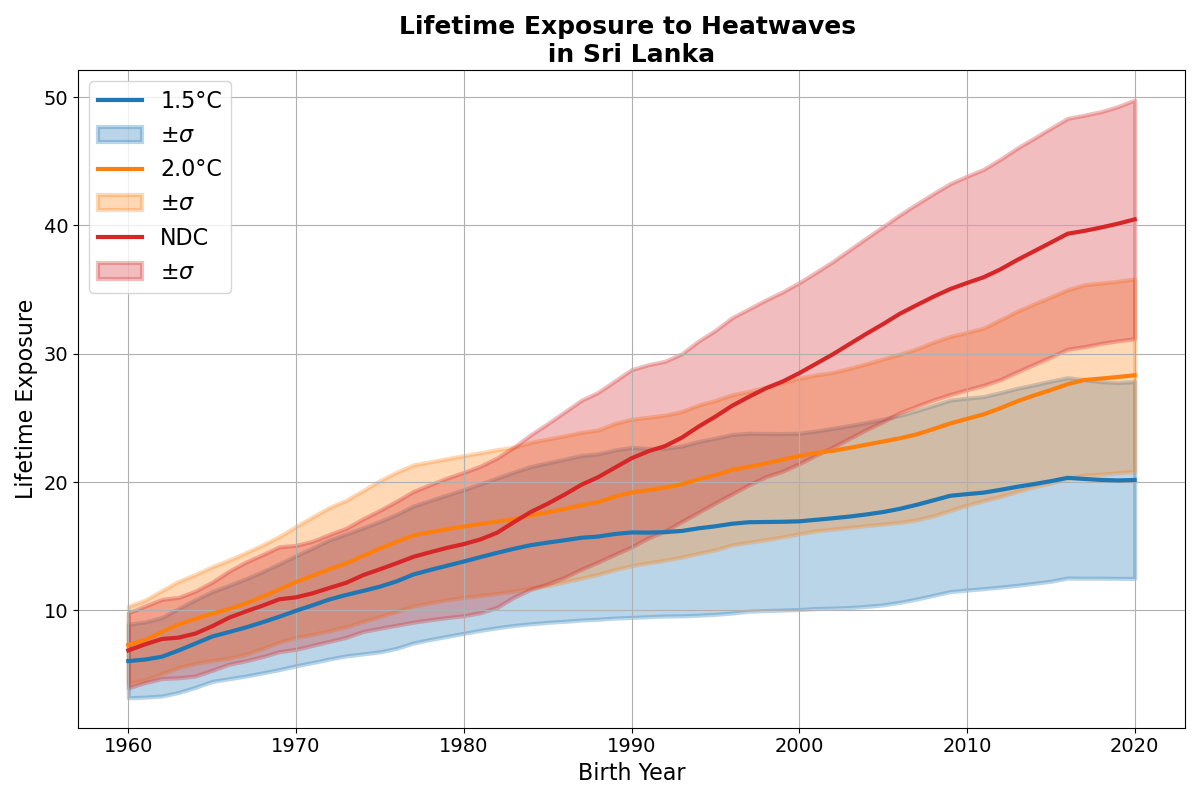 Lifetime Exposure to Heatwaves
in Sri Lanka
1.5°C
±σ
2.0°C
±σ
NDC
±σ
Lifetime Exposure
50
40
30
20
10
1960 1970 1980 1990 2000 2010 2020
Birth Year